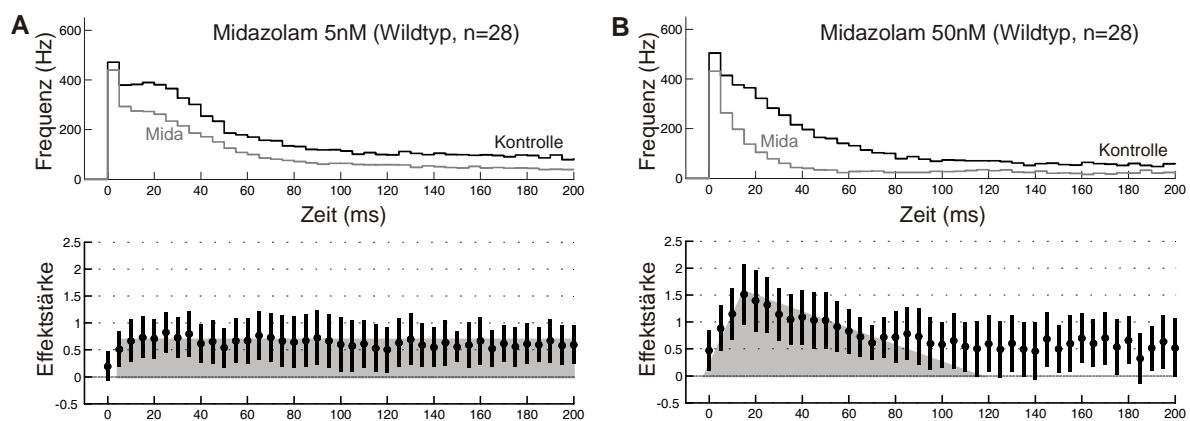 A
Midazolam 5nM (Wildtyp, n=28)
Frequenz (Hz)
600
400
200
0
Mida
Kontrolle
20 40 60 80 100 120 140 160 180 200
Zeit (ms)
Effektstärke
2.5
2
1.5
1
0.5
0
-0.5
0 20 40 60 80 100 120 140 160 180 200
B
Midazolam 50nM (Wildtyp, n=28)
Frequenz (Hz)
600
400
200
0
Mida
Kontrolle
0 20 40 60 80 100 120 140 160 180 200
Zeit (ms)
Effektstärke
2.5
2
1.5
1
0.5
0
-0.5
0 20 40 60 80 100 120 140 160 180 200